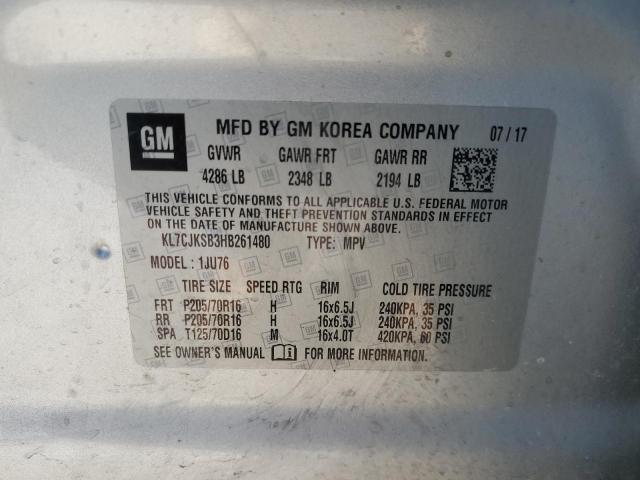 GM MFD BY GM KOREA COMPANY 07/17
GVWR GAWR FRT GAWR RR
4286 LB 2348 LB 2194 LB
THIS VEHICLE CONFORMS TO ALL APPLICABLE U.S. FEDERAL MOTOR
VEHICLE SAFETY AND THEFT PREVENTION STANDARDS IN EFFECT
ON THE DATE OF MANUFACTURE SHOWN ABOVE.
KL7CJKSB3HB261480 TYPE: MPV
MODEL: 1JU76
TIRE SIZE SPEED RTG RIM COLD TIRE PRESSURE
FRT P205/70R16 H 16x6.5J 240KPA, 35 PSI
RR P205/70R16 H 16x6.5J 240KPA, 35 PSI
SPA T125/70D16 M 16x4.0T 420KPA, 60 PSI
SEE OWNER'S MANUAL FOR MORE INFORMATION.